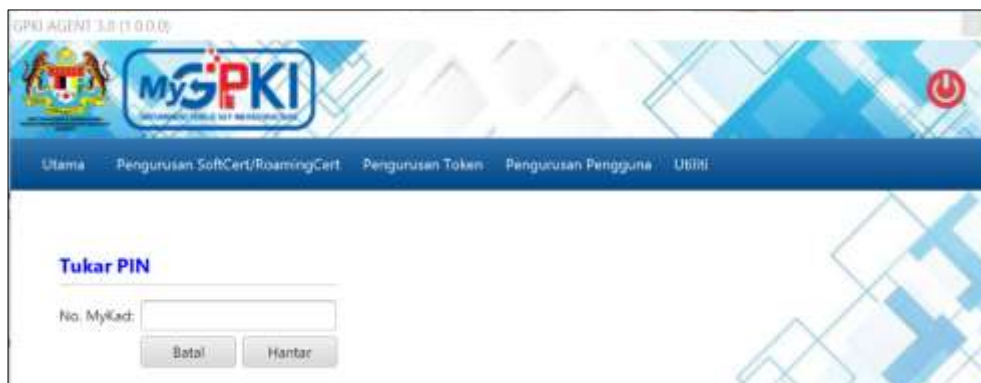 GPKI AGENT 3.0 (1.0.0.0)
MyGPKI
Utama Pengurusan SoftCert/RoamingCert Pengurusan Token Pengurusan Pengguna Utiliti
Tukar PIN
No. MyKad:
Batal Hantar